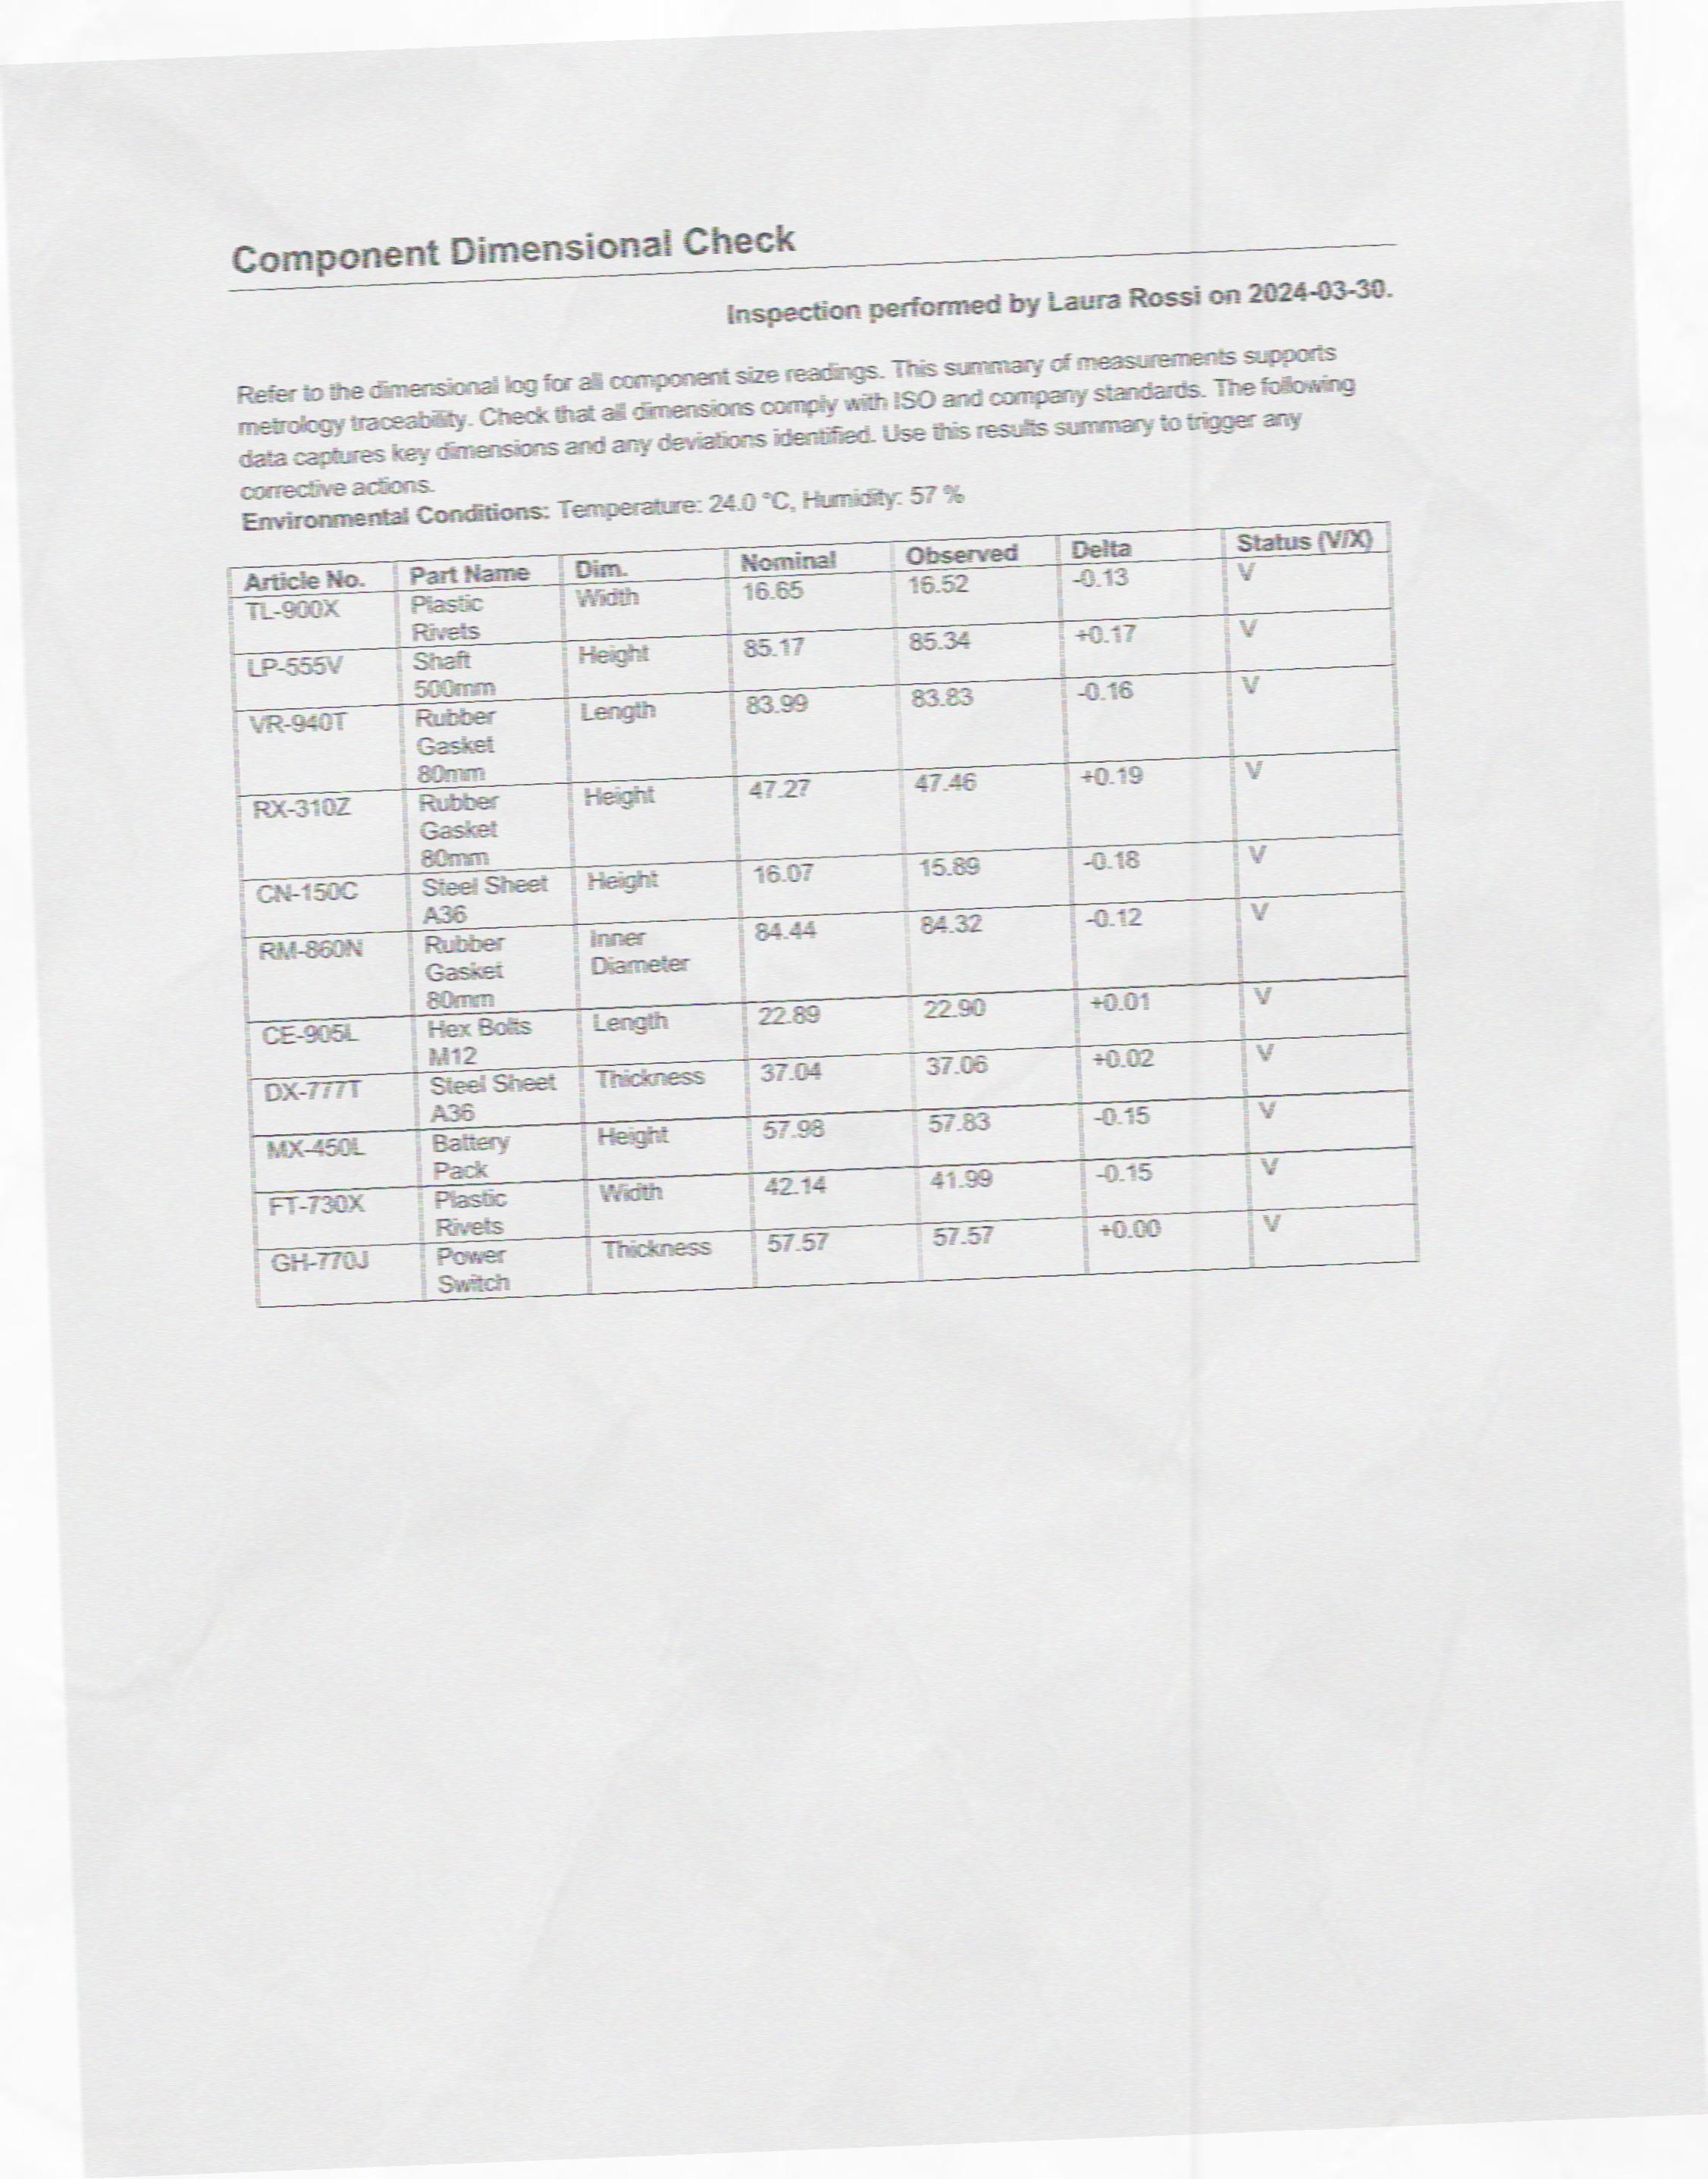 Component Dimensional Check
Inspection performed by Laura Rossi on 2024-03-30.
Refer to the dimensional log for all component size readings. This summary of measurements supports
metrology traceability. Check that all dimensions comply with ISO and company standards. The following
data captures key dimensions and any deviations identified. Use this results summary to trigger any
corrective actions.
Environmental Conditions: Temperature: 24.0 °C, Humidity: 57 %
Article No. Part Name Dim. Nominal Observed Delta Status (V/X)
TL-900X Plastic Width 16.65 16.52 -0.13 V
Rivets
LP-555V Shaft Height 85.17 85.34 +0.17 V
500mm
VR-940T Rubber Length 83.99 83.83 -0.16 V
Gasket
80mm
RX-310Z Rubber Height 47.27 47.46 +0.19 V
Gasket
80mm
CN-150C Steel Sheet Height 16.07 15.89 -0.18 V
A36
RM-860N Rubber Inner 84.44 84.32 -0.12 V
Gasket Diameter
80mm
CE-905L Hex Bolts Length 22.89 22.90 +0.01 V
M12
DX-777T Steel Sheet Thickness 37.04 37.06 +0.02 V
A36
MX-450L Battery Height 57.98 57.83 -0.15 V
Pack
FT-730X Plastic Width 42.14 41.99 -0.15 V
Rivets
GH-770J Power Thickness 57.57 57.57 +0.00 V
Switch